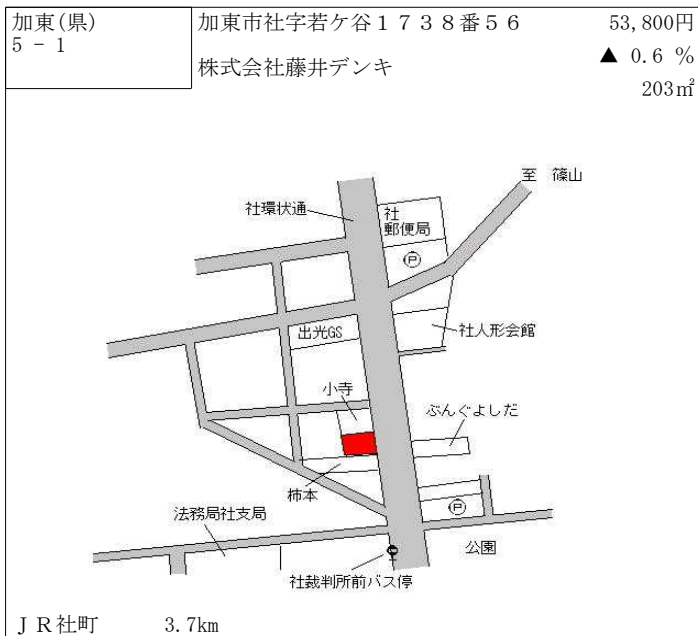 加東(県)
5 - 1
加東市社字若ケ谷１７３８番５６
株式会社藤井デンキ
53,800円
▲ 0.6 %
203㎡
至 篠山
社環状通
社
郵便局
Ⓟ
出光GS
社人形会館
小寺
ぶんぐよしだ
柿本
法務局社支局
Ⓟ
公園
社裁判所前バス停
ＪＲ社町 3.7km